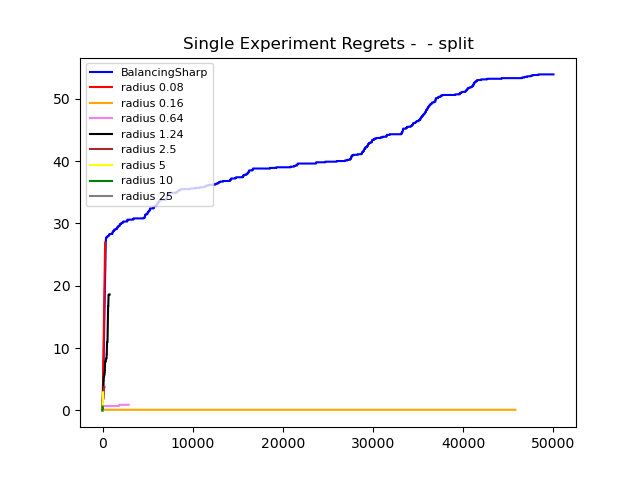 Single Experiment Regrets -  - split
BalancingSharp
radius 0.08
radius 0.16
radius 0.64
radius 1.24
radius 2.5
radius 5
radius 10
radius 25
50
40
30
20
10
0
0 10000 20000 30000 40000 50000